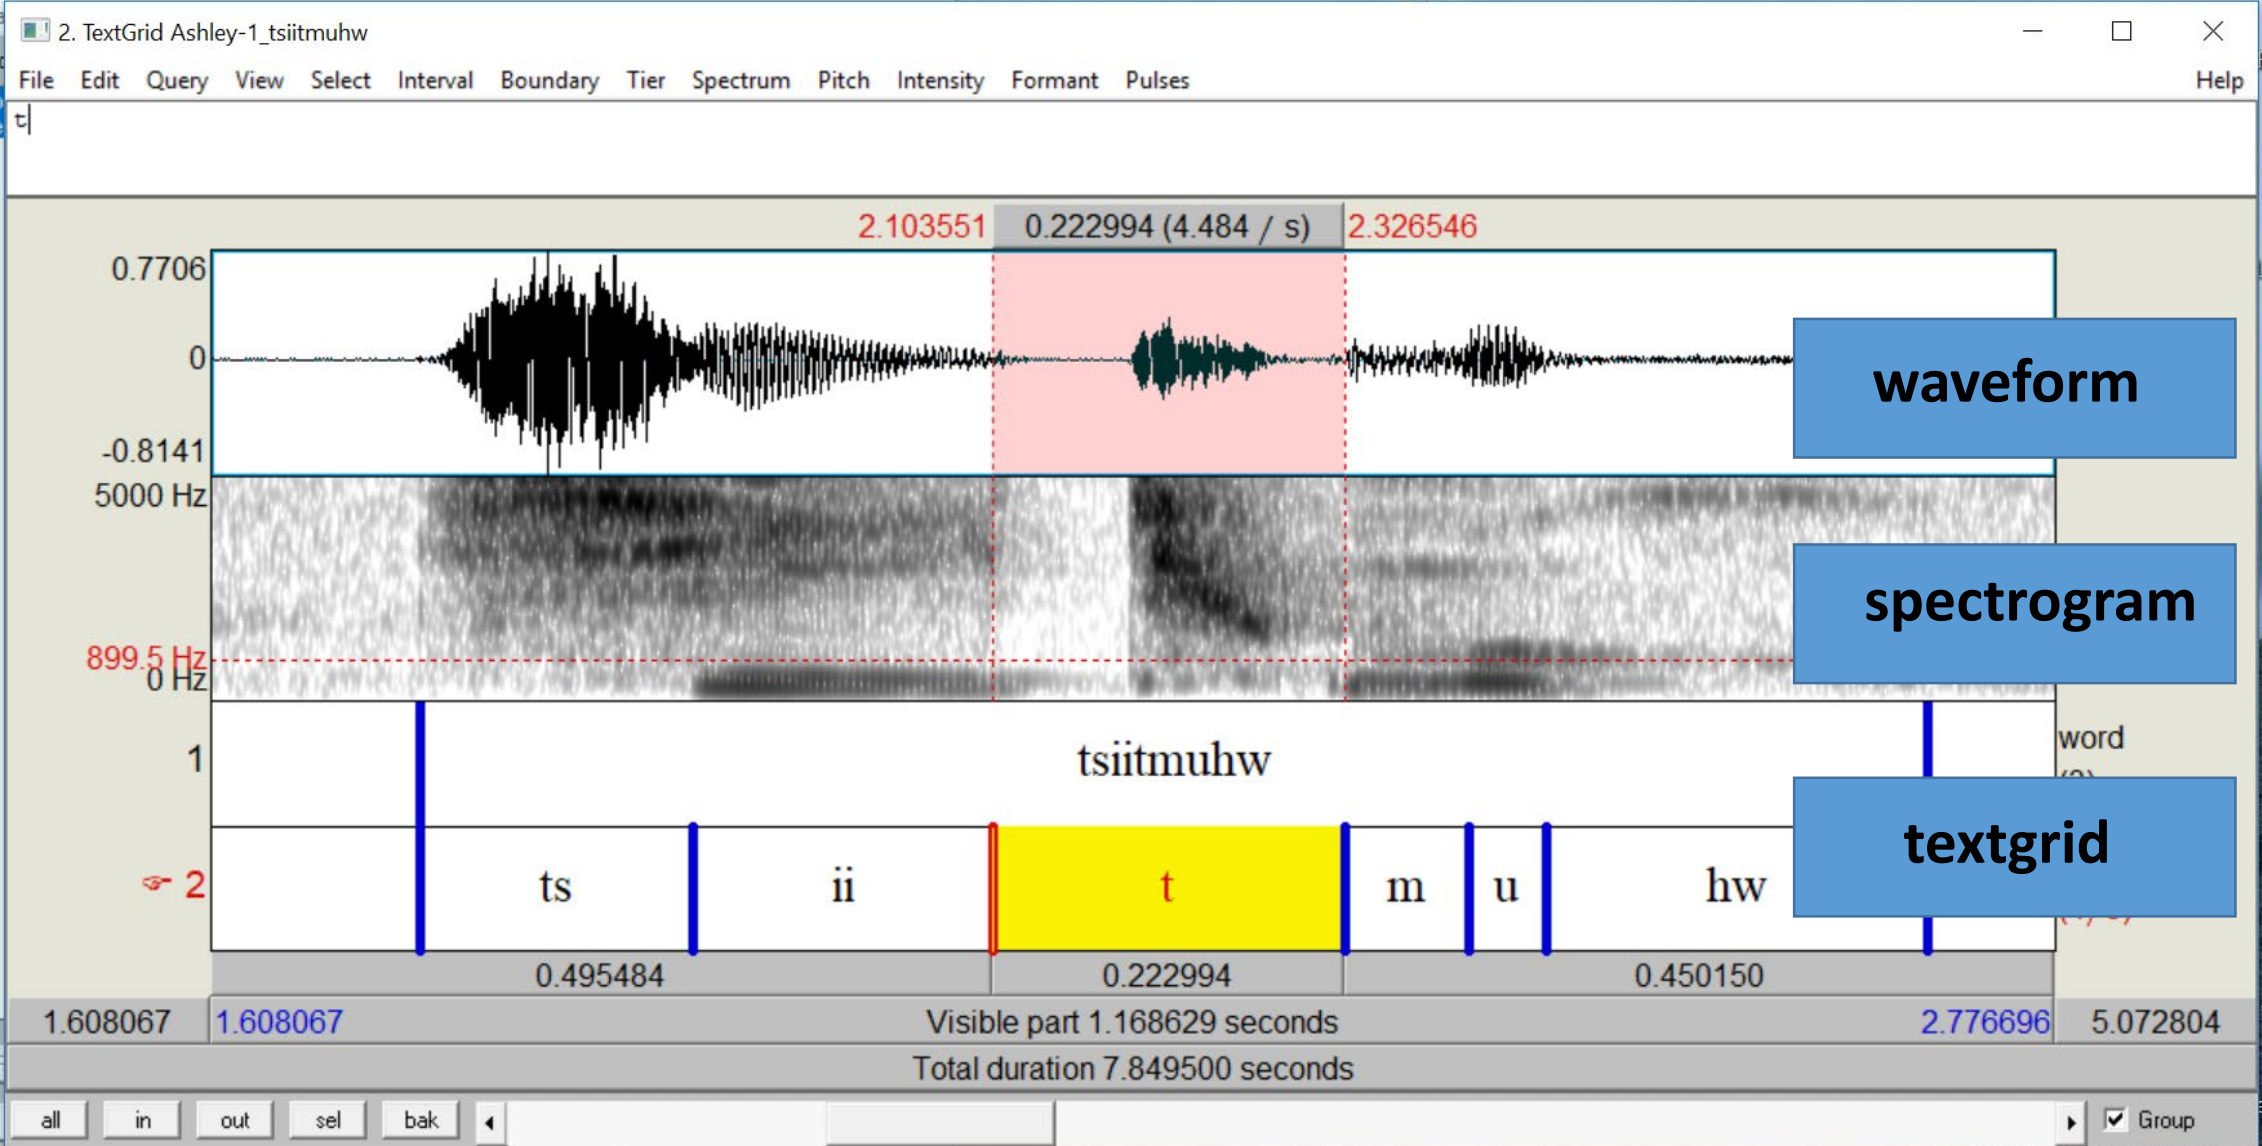 2. TextGrid Ashley-1_tsiitmuhw
File Edit Query View Select Interval Boundary Tier Spectrum Pitch Intensity Formant Pulses Help
t
2.103551 0.222994 (4.484 / s) 2.326546
0.7706
0
-0.8141
waveform
5000 Hz
899.5 Hz
0 Hz
spectrogram
1 tsiitmuhw word
textgrid
2 ts ii t m u hw
0.495484 0.222994 0.450150
1.608067 1.608067 Visible part 1.168629 seconds 2.776696 5.072804
Total duration 7.849500 seconds
all in out sel bak Group